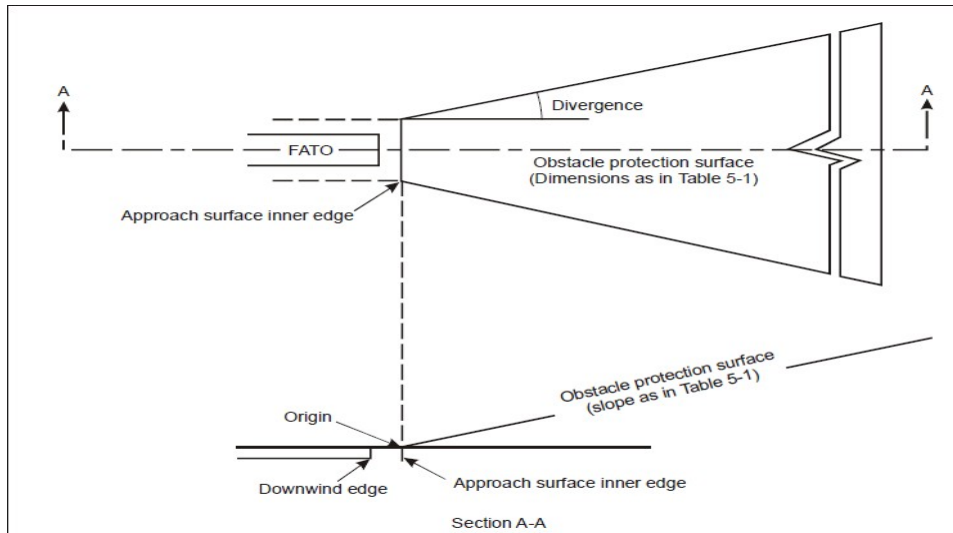 A
A
Divergence
FATO
Obstacle protection surface
(Dimensions as in Table 5-1)
Approach surface inner edge
Obstacle protection surface
(slope as in Table 5-1)
Origin
Downwind edge
Approach surface inner edge
Section A-A